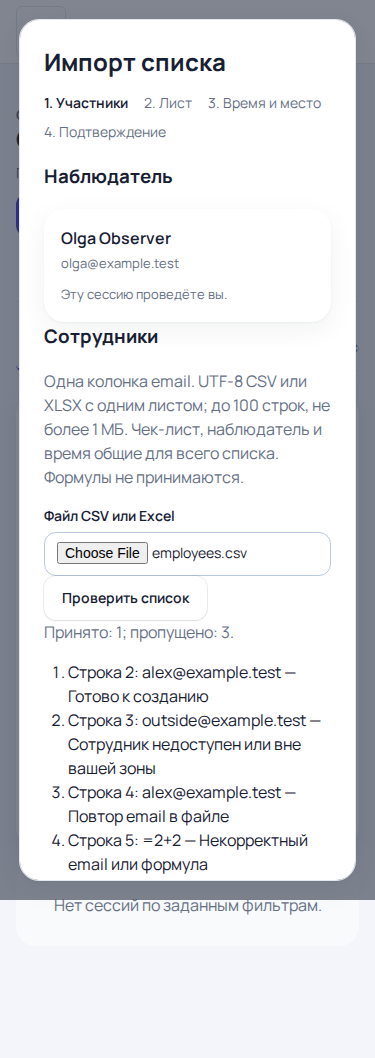 Импорт списка
1. Участники 2. Лист 3. Время и место
4. Подтверждение
Наблюдатель
Olga Observer
olga@example.test
Эту сессию проведёте вы.
Сотрудники
Одна колонка email. UTF-8 CSV или
XLSX с одним листом; до 100 строк, не
более 1 МБ. Чек-лист, наблюдатель и
время общие для всего списка.
Формулы не принимаются.
Файл CSV или Excel
Choose File employees.csv
Проверить список
Принято: 1; пропущено: 3.
1. Строка 2: alex@example.test —
Готово к созданию
2. Строка 3: outside@example.test —
Сотрудник недоступен или вне
вашей зоны
3. Строка 4: alex@example.test —
Повтор email в файле
4. Строка 5: =2+2 — Некорректный
email или формула
Нет сессий по заданным фильтрам.